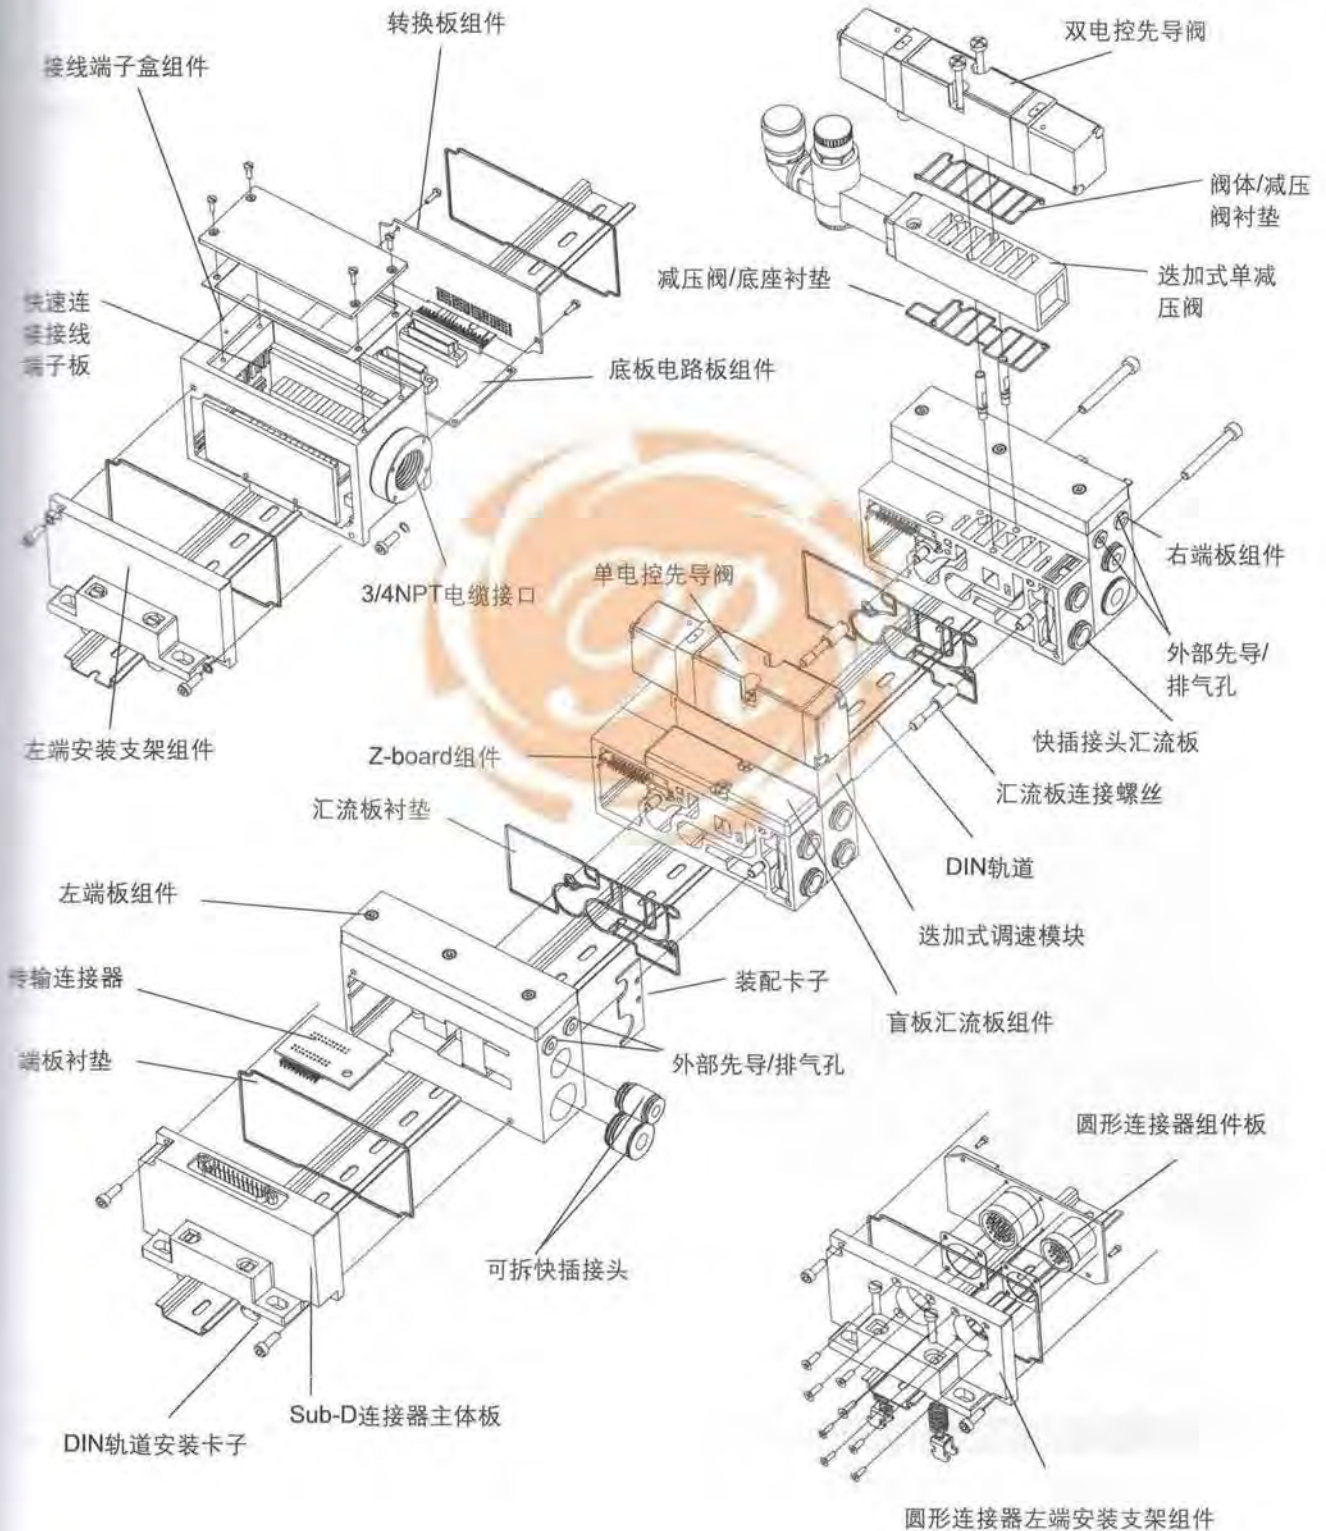 转换板组件
双电控先导阀
接线端子盒组件
阀体/减压
阀衬垫
减压阀/底座衬垫
迭加式单减
压阀
快速连
接接线
端子板
底板电路板组件
右端板组件
单电控先导阀
3/4NPT电缆接口
外部先导/
排气孔
左端安装支架组件
快插接头汇流板
Z-board组件
汇流板连接螺丝
汇流板衬垫
DIN轨道
左端板组件
迭加式调速模块
传输连接器
装配卡子
盲板汇流板组件
端板衬垫
外部先导/排气孔
圆形连接器组件板
可拆快插接头
Sub-D连接器主体板
DIN轨道安装卡子
圆形连接器左端安装支架组件